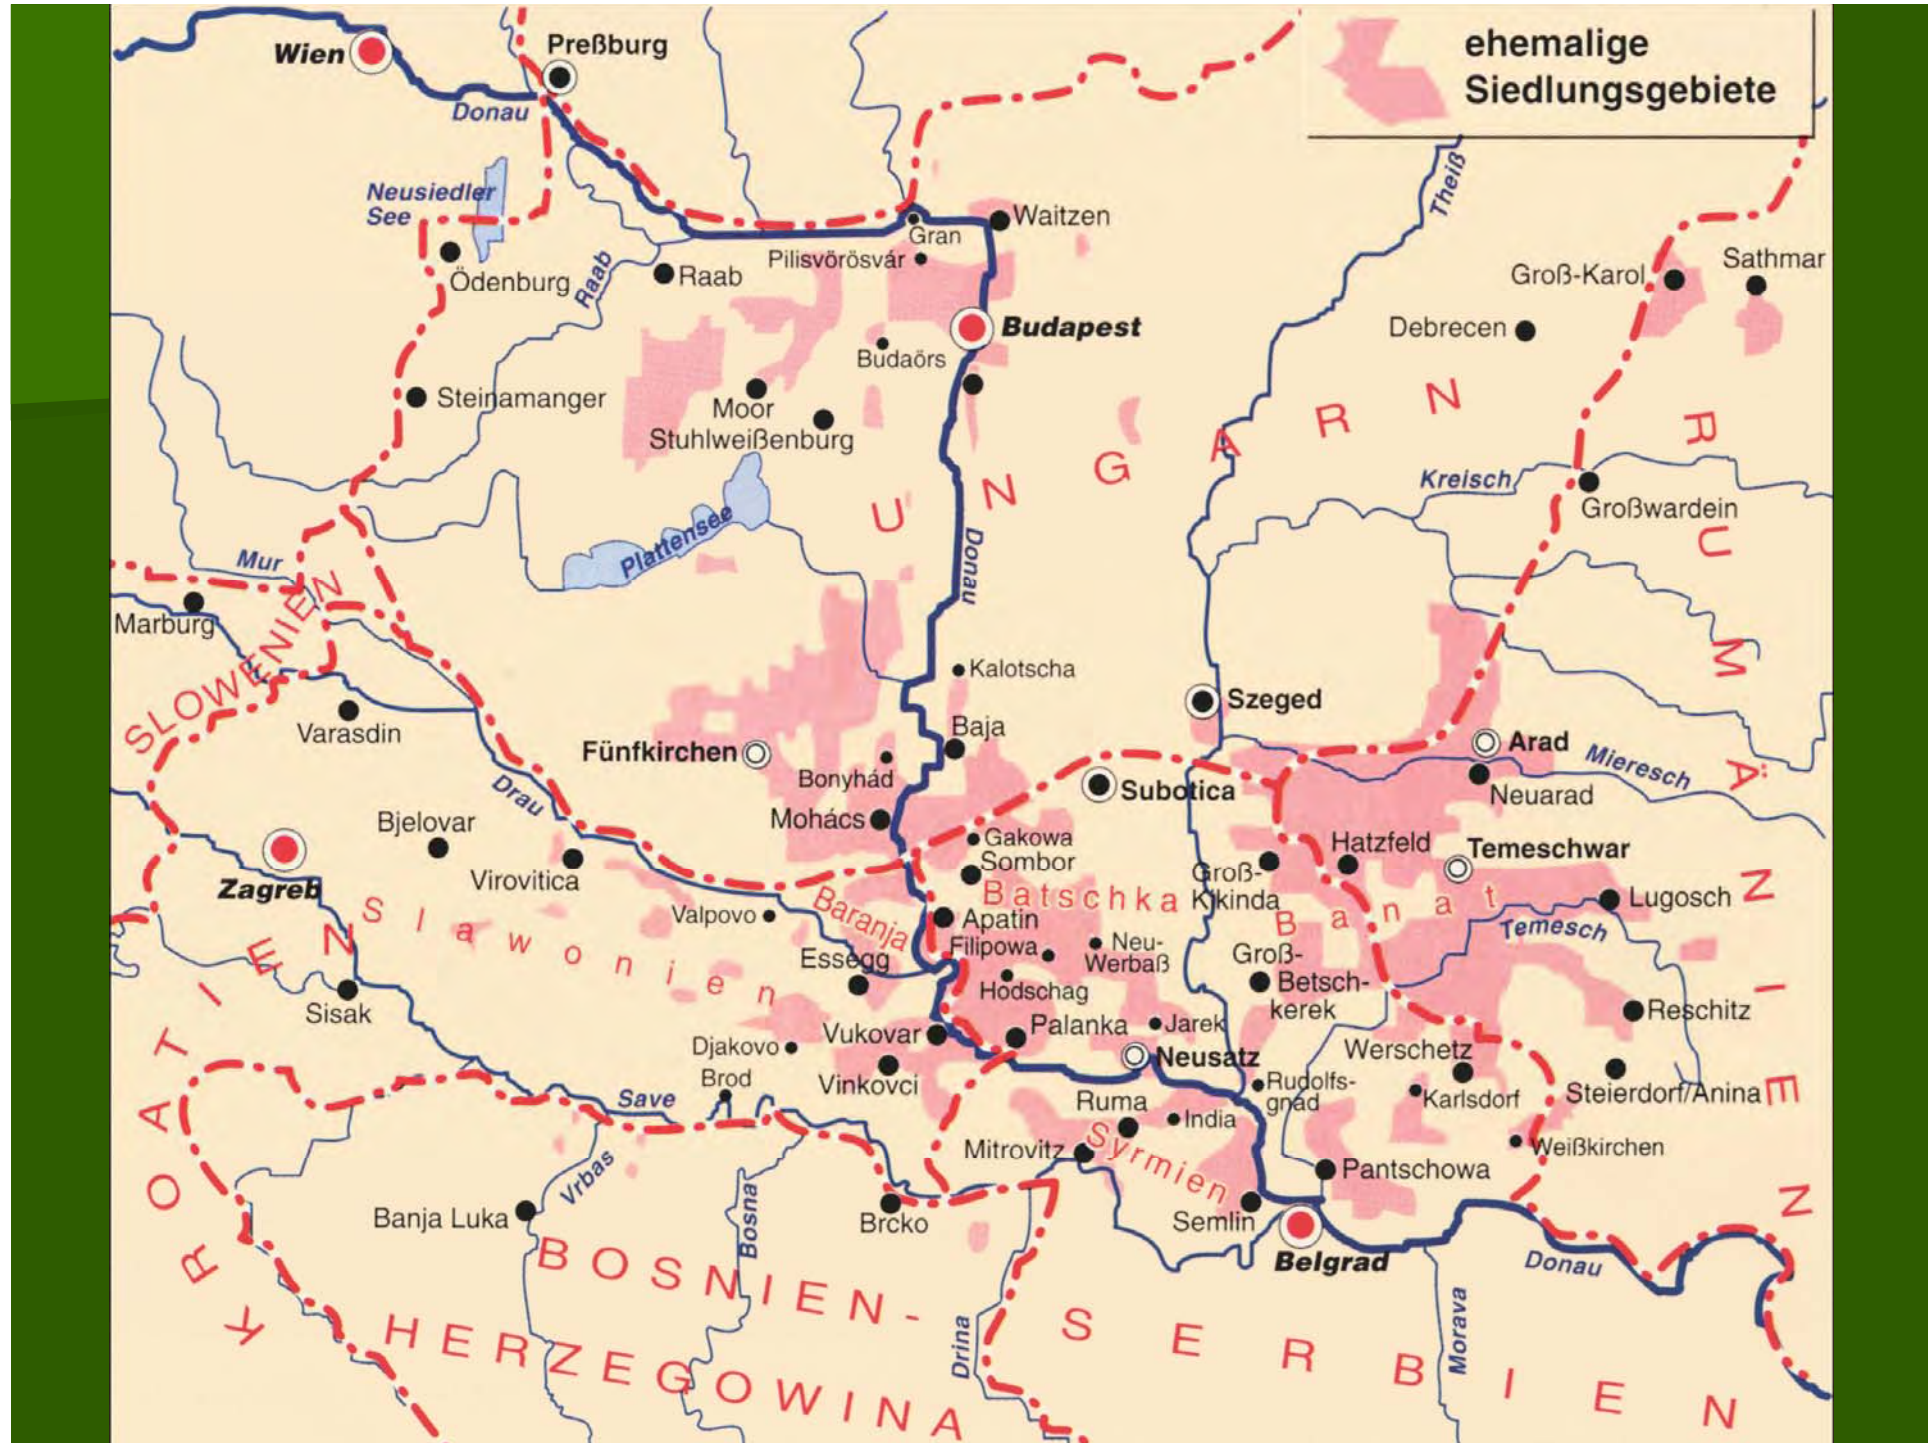 ehemalige
Siedlungsgebiete
Wien
Preßburg
Donau
Neusiedler
See
Ödenburg
Raab
Raab
Gran
Waitzen
Pilisvörösvár
Budapest
Budaörs
Theiß
Groß-Karol
Sathmar
Debrecen
Steinamanger
Moor
Stuhlweißenburg
UNGARN
Kreisch
Großwardein
RUMÄNIEN
Plattensee
Donau
Mur
Marburg
SLOWENIEN
Varasdin
Kalotscha
Baja
Szeged
Arad
Mieresch
Neuarad
Fünfkirchen
Bonyhád
Mohács
Subotica
Drau
Bjelovar
Virovitica
Zagreb
Gakowa
Sombor
Batschka
Groß-
Kikinda
Hatzfeld
Temeschwar
Banat
Lugosch
Temesch
Slawonien
Valpovo
Baranja
Apatin
Filipowa
Neu-
Werbaß
Essegg
Hodschag
Groß-
Betsch-
kerek
Reschitz
Sisak
Vukovar
Palanka
Jarek
Djakovo
Neusatz
Werschetz
Brod
Vinkovci
Rudolfs-
gnad
Karlsdorf
Steierdorf/Anina
Save
Ruma
India
Weißkirchen
Mitrovitz
Syrmien
Pantschowa
KROATIEN
Vrbas
Banja Luka
Bosna
Brcko
Semlin
Belgrad
Donau
BOSNIEN-
HERZEGOWINA
Drina
Morava
SERBIEN